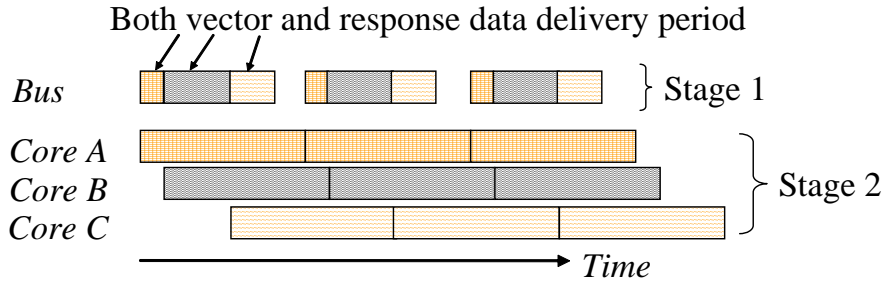 Both vector and response data delivery period
Bus
Stage 1
Core A
Core B
Stage 2
Core C
Time